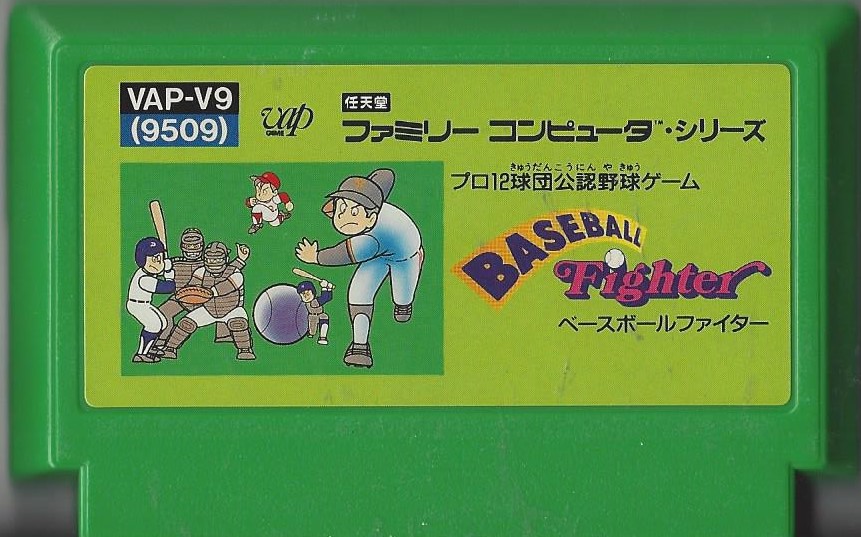 VAP-V9
(9509)
vap
GAME
任天堂
ファミリー コンピュータ™・シリーズ
きゅうだんこうにん や きゅう
プロ12球団公認野球ゲーム
BASEBALL
Fighter
ベースボールファイター